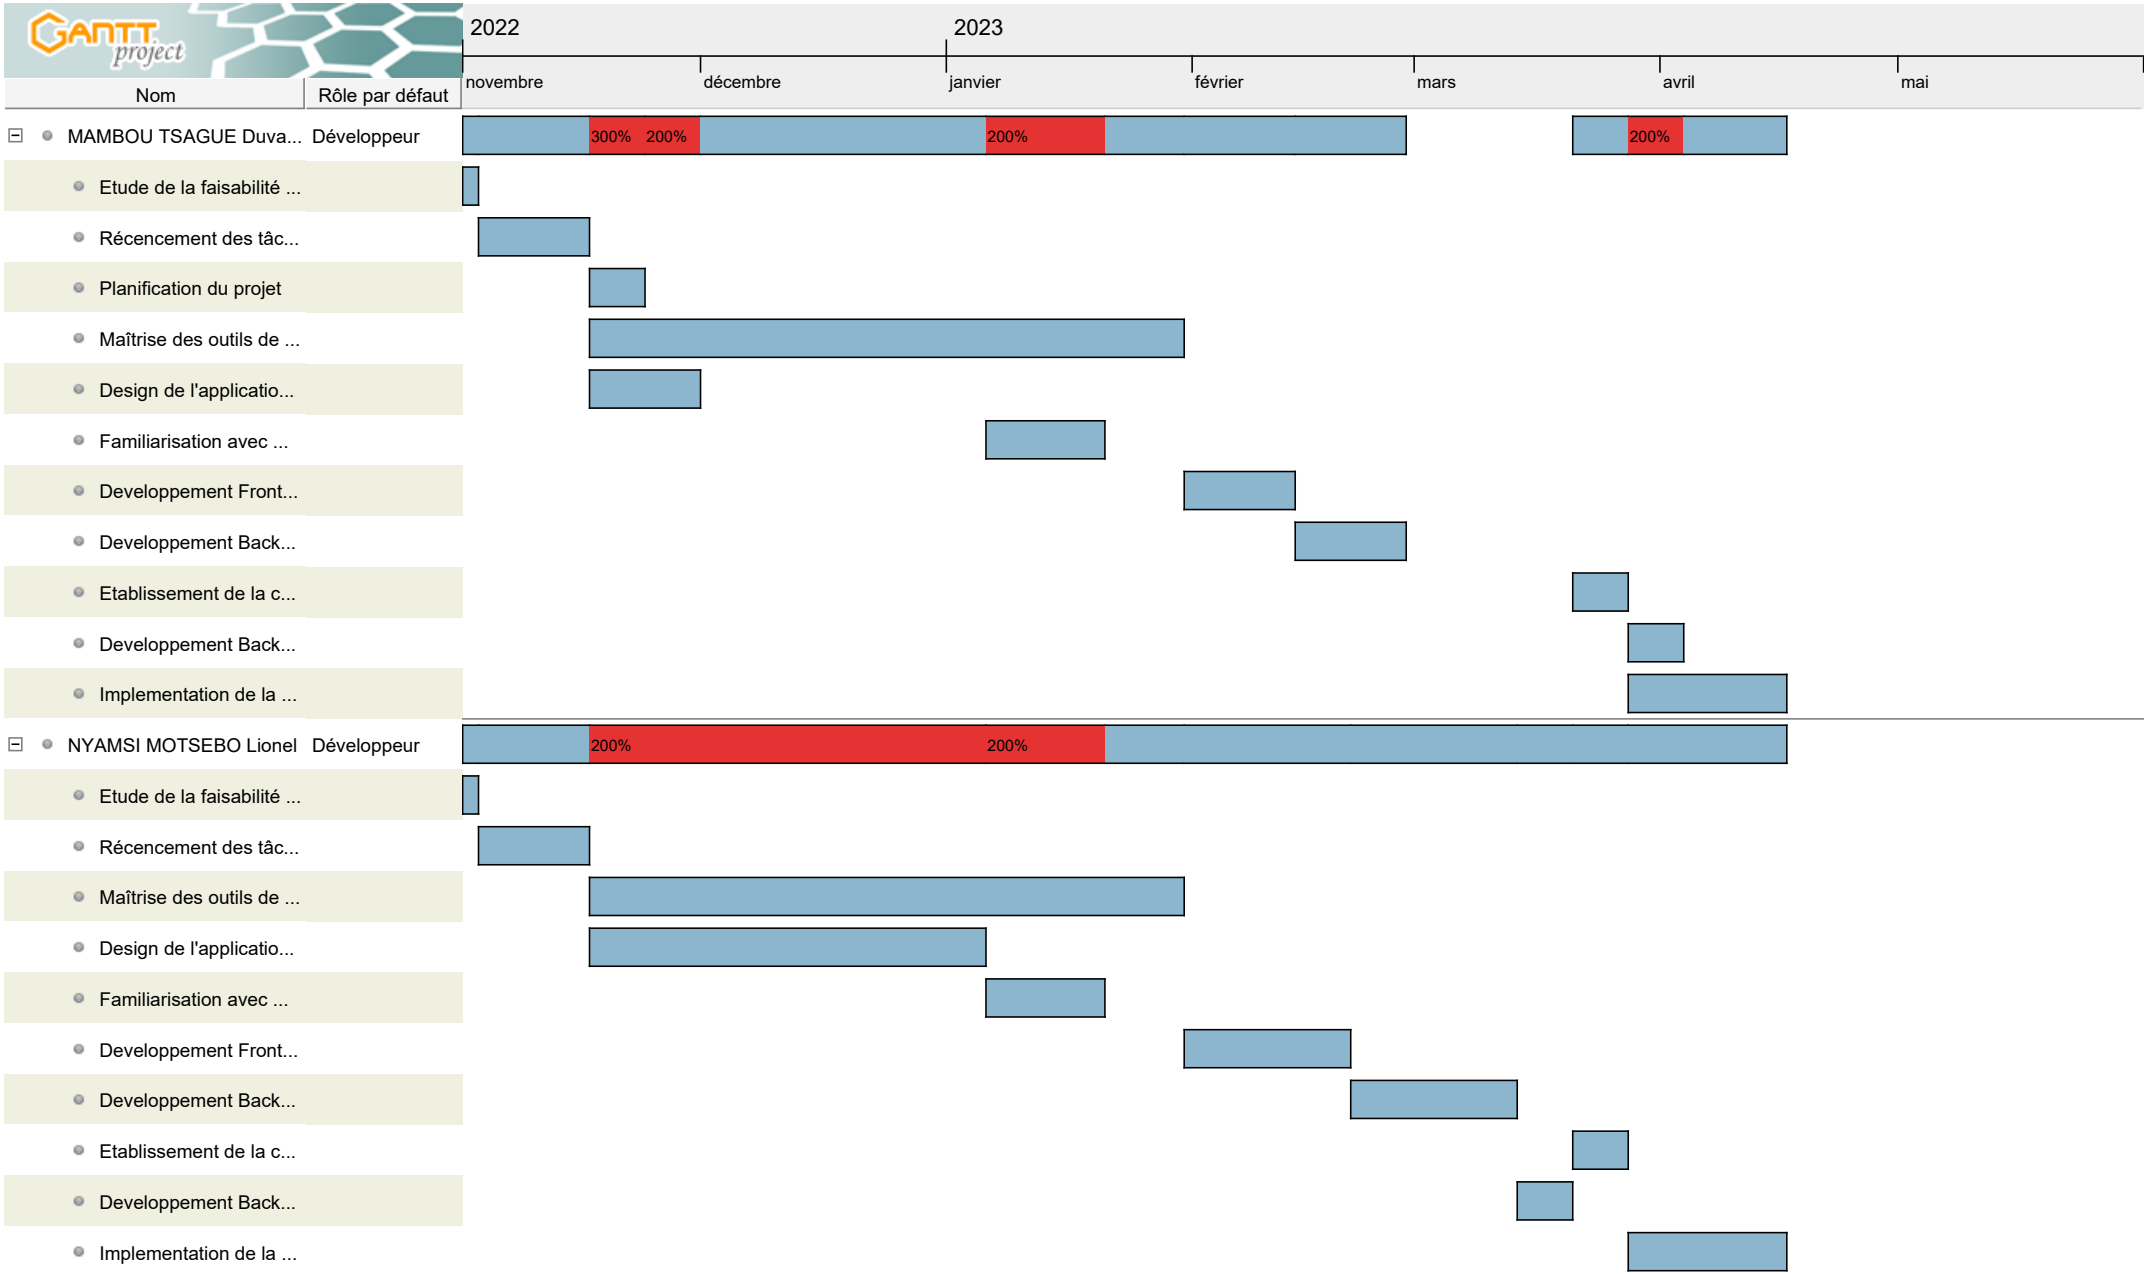 GANTT
project
2022
2023
novembre
décembre
janvier
février
mars
avril
mai
Nom
Rôle par défaut
MAMBOU TSAGUE Duva... Développeur
300% 200% 200% 200%
Etude de la faisabilité ...
Récencement des tâc...
Planification du projet
Maîtrise des outils de ...
Design de l'applicatio...
Familiarisation avec ...
Developpement Front...
Developpement Back...
Etablissement de la c...
Developpement Back...
Implementation de la ...
NYAMSI MOTSEBO Lionel Développeur
200% 200%
Etude de la faisabilité ...
Récencement des tâc...
Maîtrise des outils de ...
Design de l'applicatio...
Familiarisation avec ...
Developpement Front...
Developpement Back...
Etablissement de la c...
Developpement Back...
Implementation de la ...